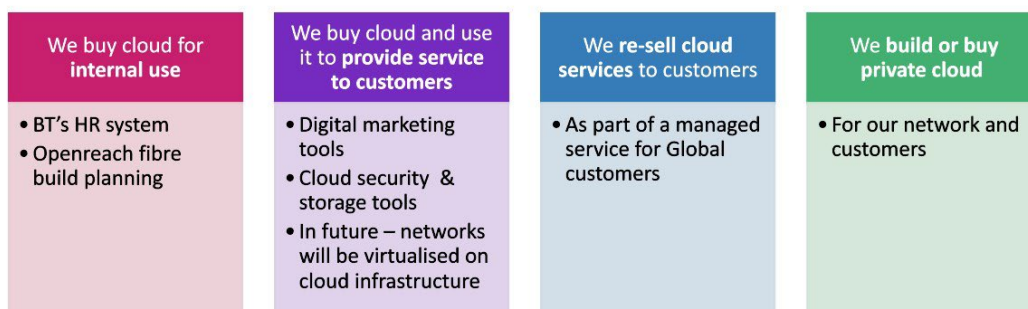 We buy cloud for
internal use
• BT's HR system
• Openreach fibre
build planning
We buy cloud and use
it to provide service
to customers
• Digital marketing
tools
• Cloud security & 
storage tools
• In future – networks
will be virtualised on
cloud infrastructure
We re-sell cloud
services to customers
• As part of a managed
service for Global
customers
We build or buy
private cloud
• For our network and
customers